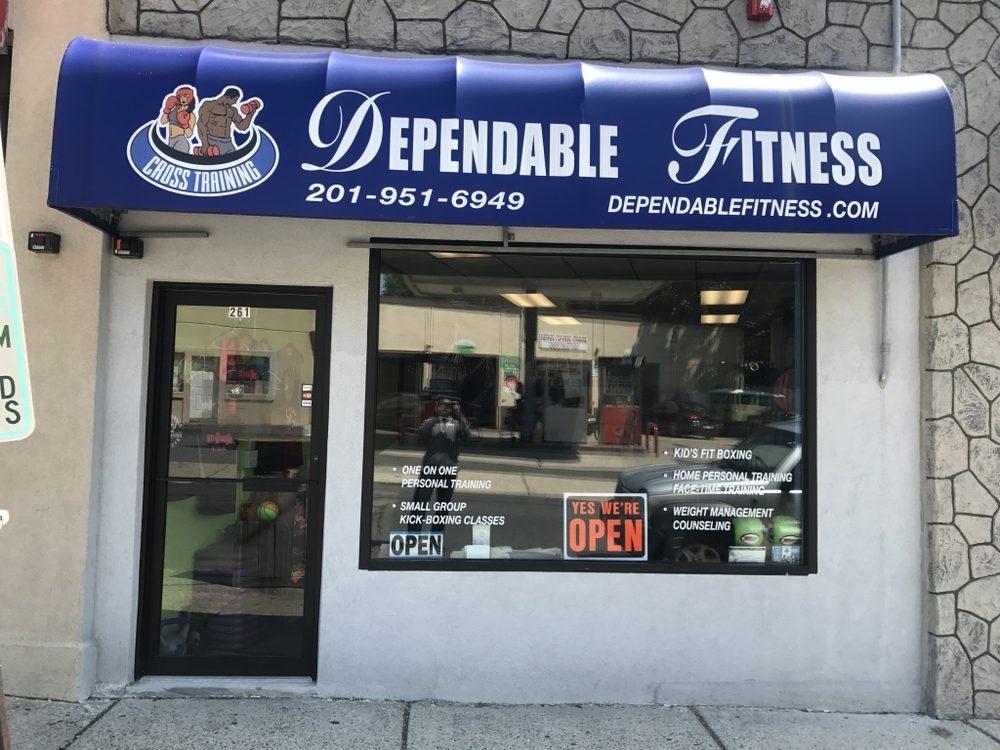 DEPENDABLE FITNESS
CROSS TRAINING
201-951-6949
DEPENDABLEFITNESS.COM
261
• ONE ON ONE
PERSONAL TRAINING
• SMALL GROUP
KICK-BOXING CLASSES
OPEN
YES WE'RE
OPEN
• KID'S FIT BOXING
• HOME PERSONAL TRAINING
FACE-TIME TRAINING
• WEIGHT MANAGEMENT
COUNSELING
M
D
S